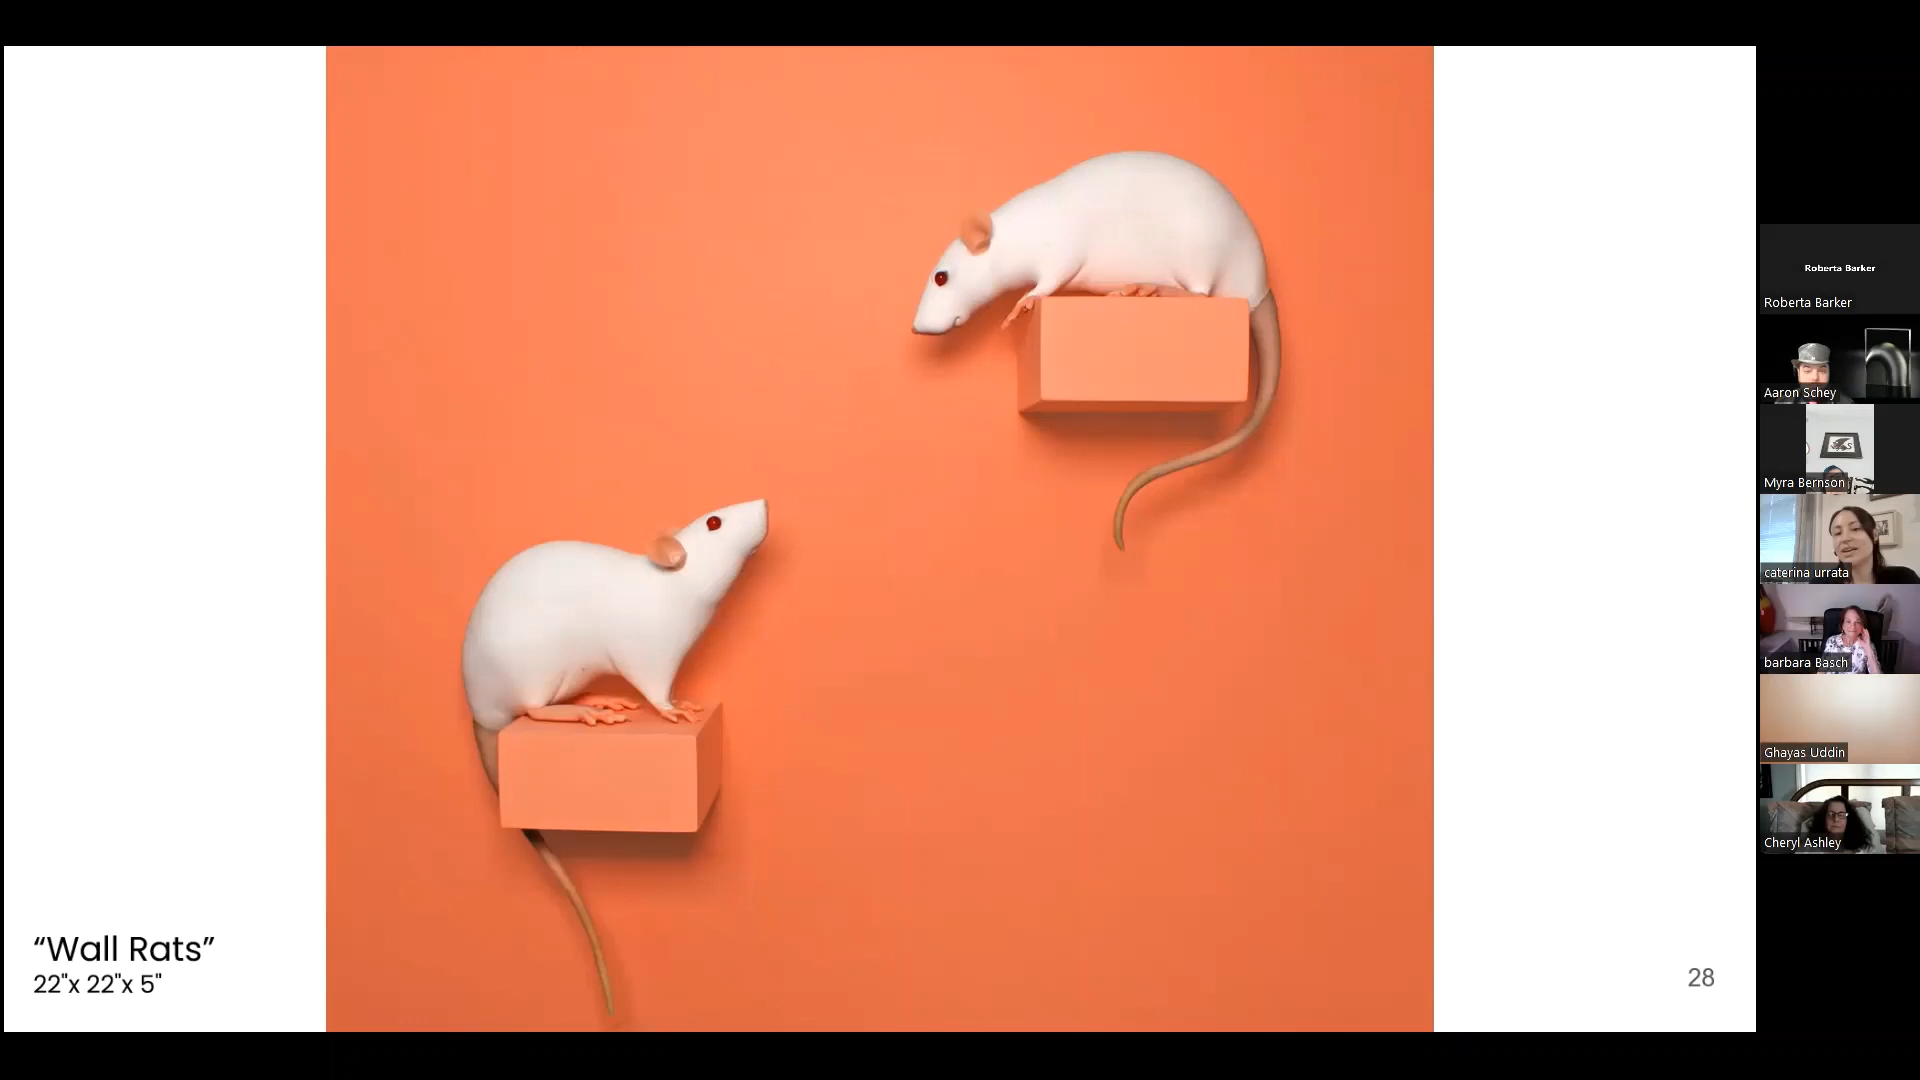 “Wall Rats”
22"x 22"x 5"
28
Roberta Barker
Roberta Barker
Aaron Schey
Myra Bernson
caterina urrata
barbara Basch
Ghayas Uddin
Cheryl Ashley